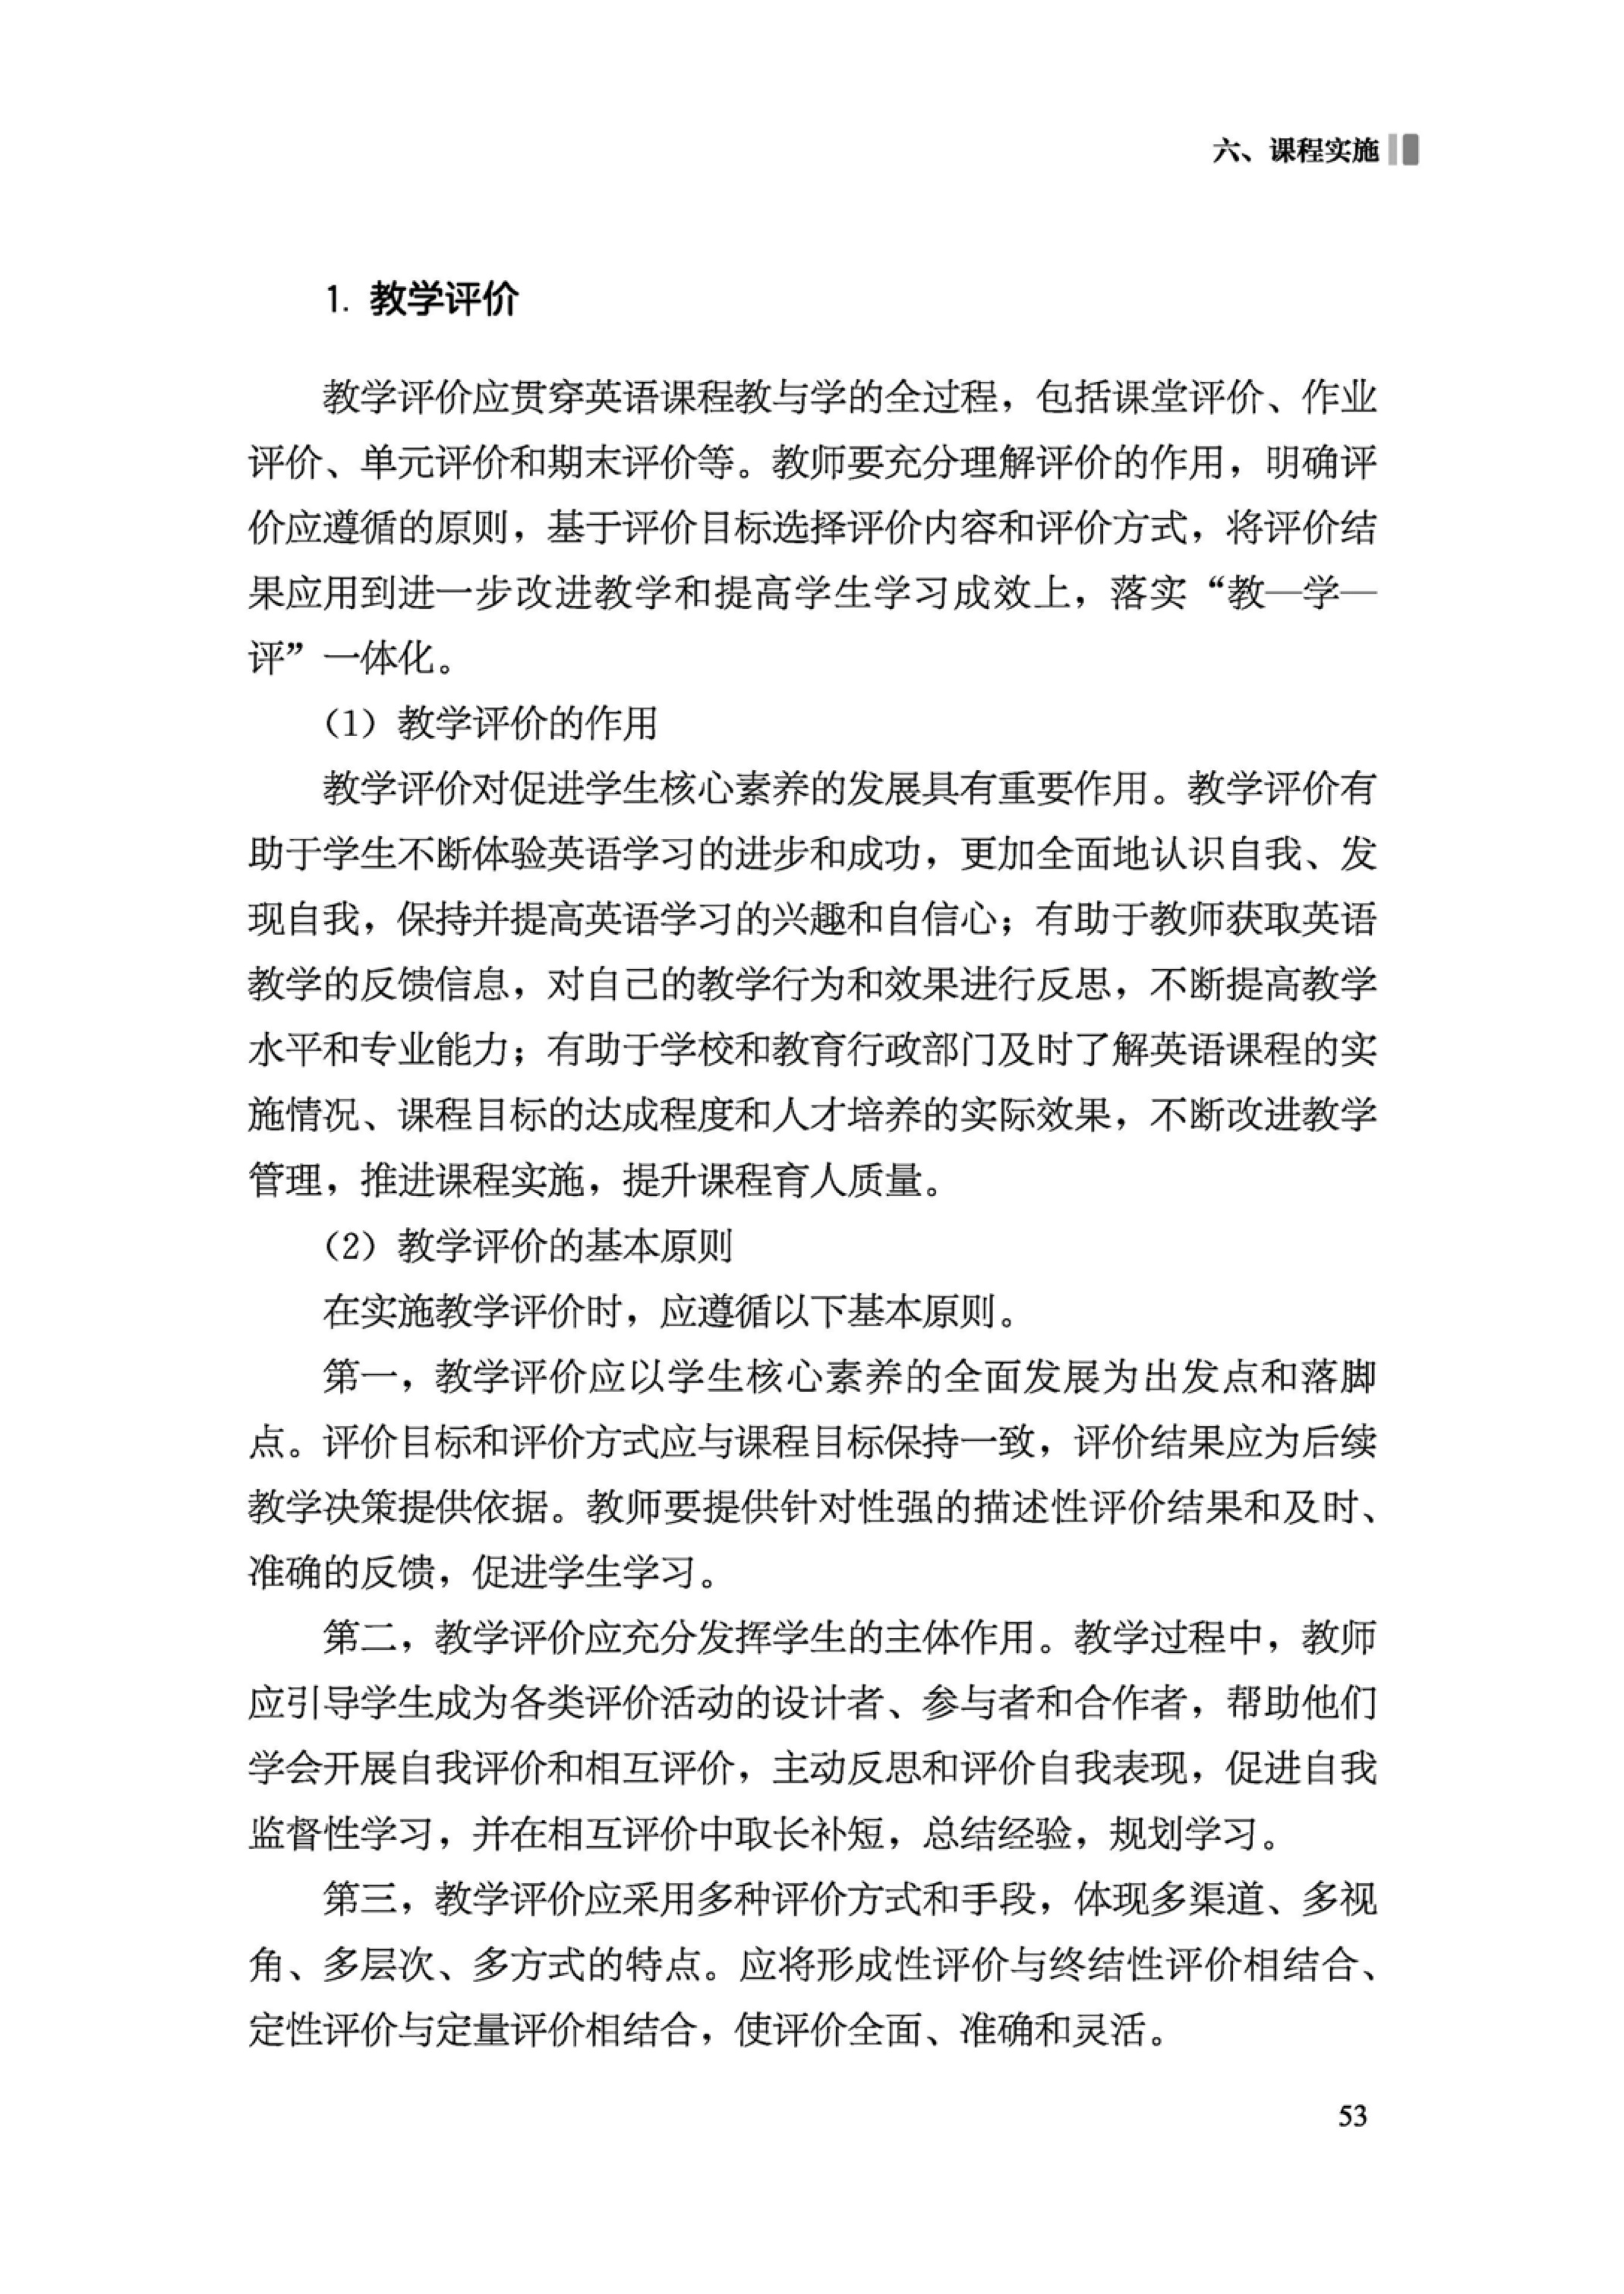 六、课程实施
1. 教学评价
教学评价应贯穿英语课程教与学的全过程，包括课堂评价、作业
评价、单元评价和期末评价等。教师要充分理解评价的作用，明确评
价应遵循的原则，基于评价目标选择评价内容和评价方式，将评价结
果应用到进一步改进教学和提高学生学习成效上，落实“教—学—
评”一体化。
（1）教学评价的作用
教学评价对促进学生核心素养的发展具有重要作用。教学评价有
助于学生不断体验英语学习的进步和成功，更加全面地认识自我、发
现自我，保持并提高英语学习的兴趣和自信心；有助于教师获取英语
教学的反馈信息，对自己的教学行为和效果进行反思，不断提高教学
水平和专业能力；有助于学校和教育行政部门及时了解英语课程的实
施情况、课程目标的达成程度和人才培养的实际效果，不断改进教学
管理，推进课程实施，提升课程育人质量。
（2）教学评价的基本原则
在实施教学评价时，应遵循以下基本原则。
第一，教学评价应以学生核心素养的全面发展为出发点和落脚
点。评价目标和评价方式应与课程目标保持一致，评价结果应为后续
教学决策提供依据。教师要提供针对性强的描述性评价结果和及时、
准确的反馈，促进学生学习。
第二，教学评价应充分发挥学生的主体作用。教学过程中，教师
应引导学生成为各类评价活动的设计者、参与者和合作者，帮助他们
学会开展自我评价和相互评价，主动反思和评价自我表现，促进自我
监督性学习，并在相互评价中取长补短，总结经验，规划学习。
第三，教学评价应采用多种评价方式和手段，体现多渠道、多视
角、多层次、多方式的特点。应将形成性评价与终结性评价相结合、
定性评价与定量评价相结合，使评价全面、准确和灵活。
53